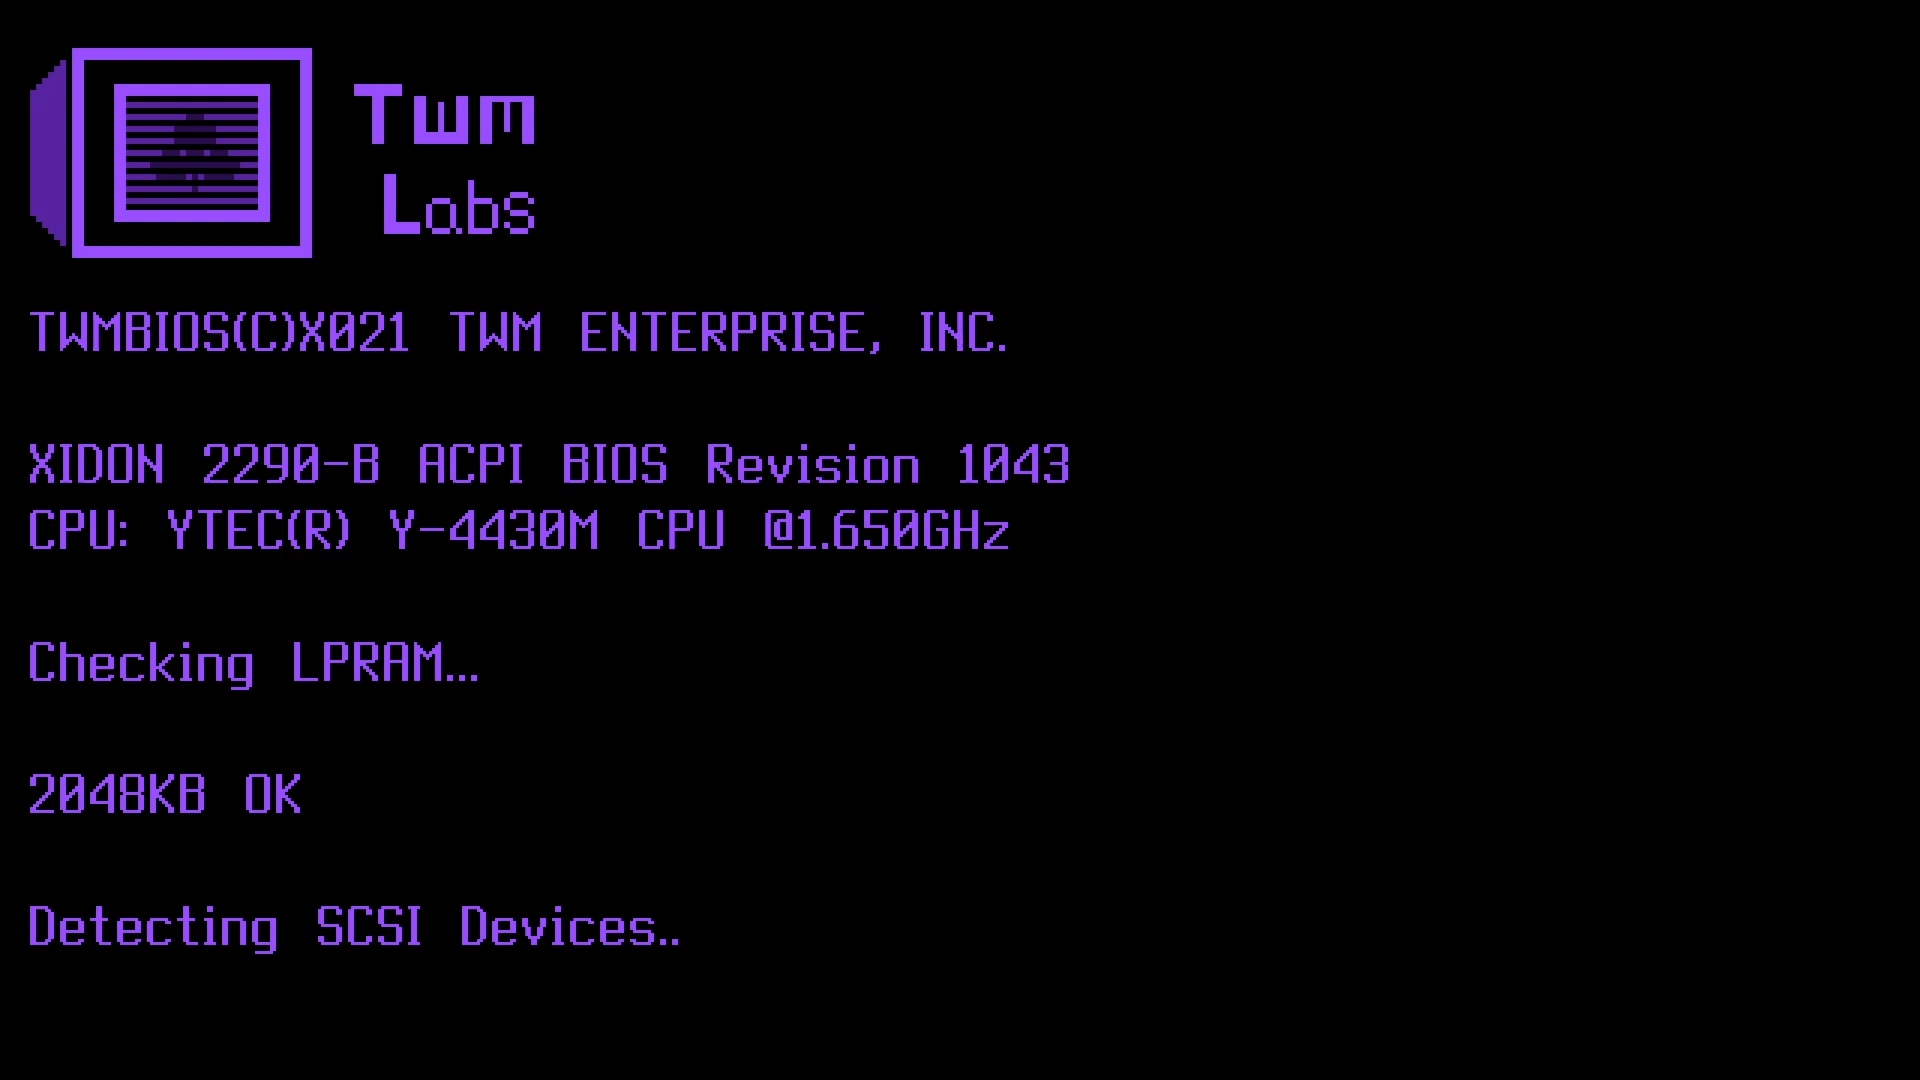 Twm
Labs
TWMBIOS(C)X021 TWM ENTERPRISE, INC.
XIDON 2290-B ACPI BIOS Revision 1043
CPU: YTEC(R) Y-4430M CPU @1.650GHz
Checking LPRAM...
2048KB OK
Detecting SCSI Devices..